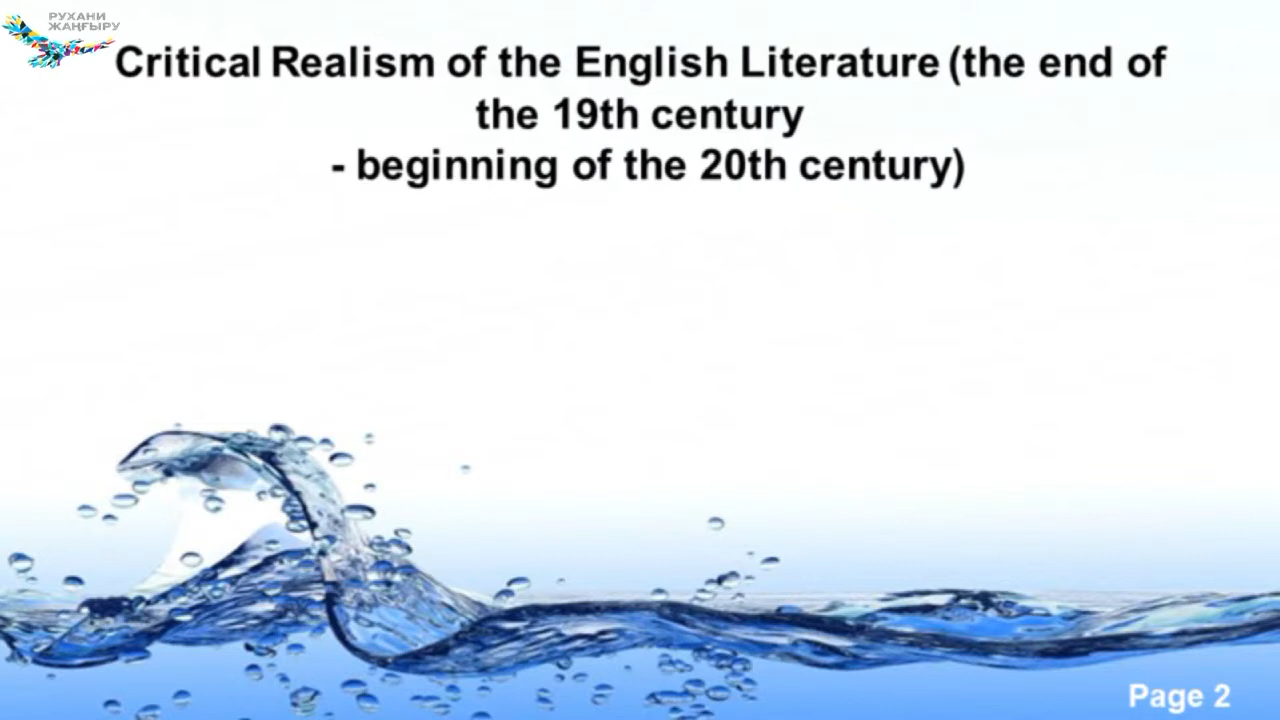 РУХАНИ
ЖАҢҒЫРУ
Critical Realism of the English Literature (the end of
the 19th century
- beginning of the 20th century)
Page 2